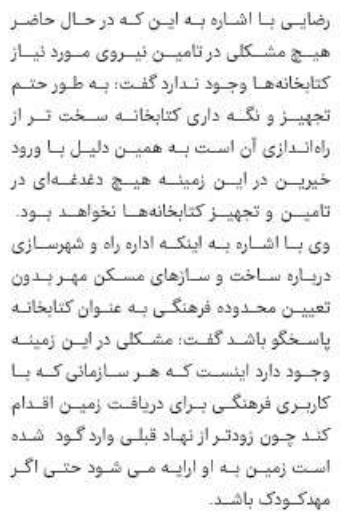 رضایی با اشاره به این که در حال حاضر
هیچ مشکلی در تامین نیروی مورد نیاز
کتابخانه‌ها وجود ندارد گفت: به طور حتم
تجهیز و نگه داری کتابخانه سخت تر از
راه‌اندازی آن است به همین دلیل با ورود
خیرین در این زمینه هیچ دغدغه‌ای در
تامین و تجهیز کتابخانه‌ها نخواهد بود.
وی با اشاره به اینکه اداره راه و شهرسازی
درباره ساخت و سازهای مسکن مهر بدون
تعیین محدوده فرهنگی به عنوان کتابخانه
پاسخگو باشد گفت: مشکلی در این زمینه
وجود دارد اینست که هر سازمانی که با
کاربری فرهنگی برای دریافت زمین اقدام
کند چون زودتر از نهاد قبلی وارد گود شده
است زمین به او ارایه می شود حتی اگر
مهدکودک باشد.